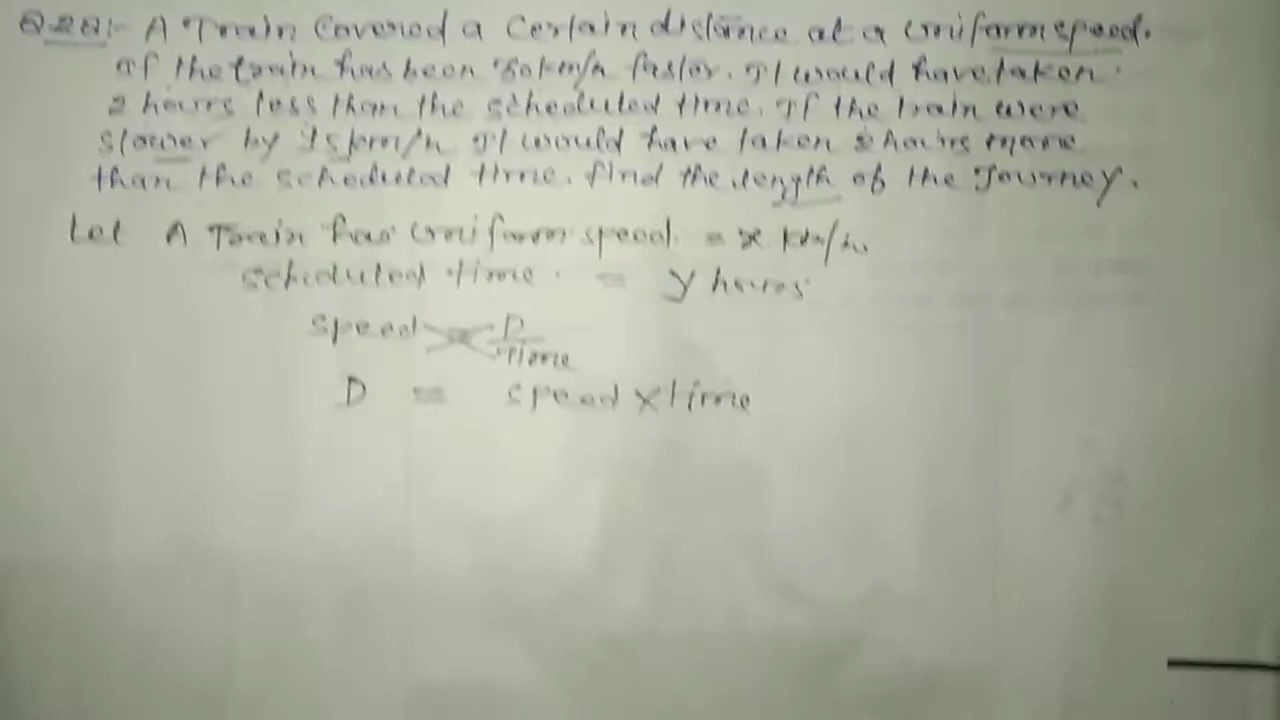 Q28:- A Train Covered a certain distance at a uniform speed.
If the train has been 30km/h faster. It would have taken
2 hours less than the scheduled time. If the train were
slower by 15km/h It would have taken 2 hours more
than the scheduled time. Find the length of the Journey.
Let A Train has uniform speed = x km/h
scheduled time = y hours
speed = D/Time
D = speed × time